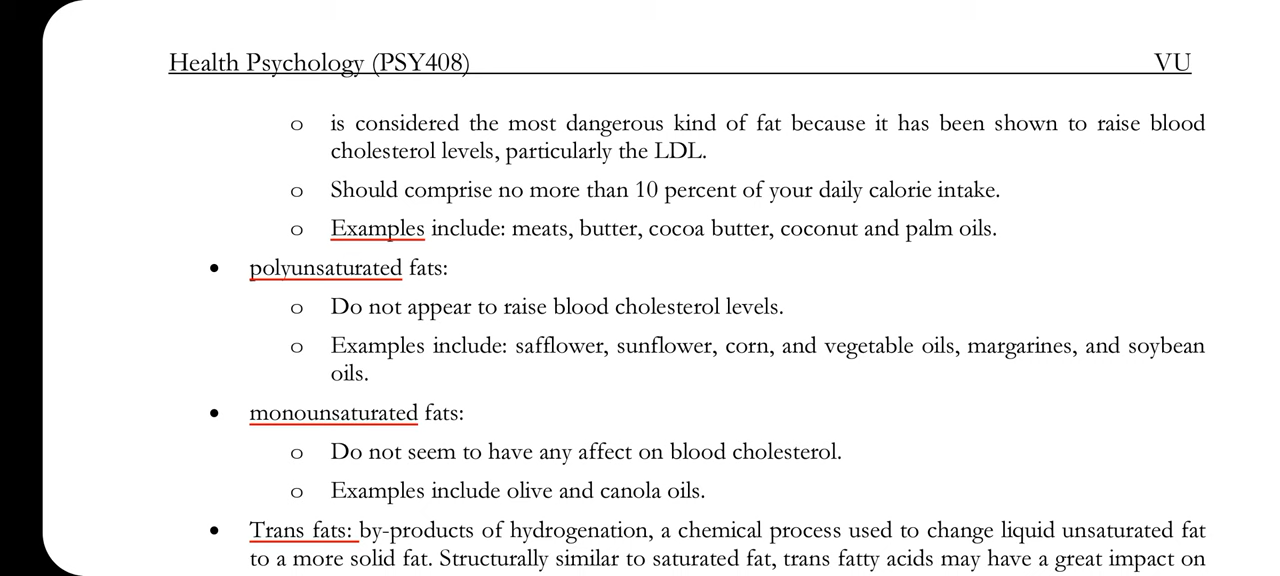 Health Psychology (PSY408) VU
o is considered the most dangerous kind of fat because it has been shown to raise blood
cholesterol levels, particularly the LDL.
o Should comprise no more than 10 percent of your daily calorie intake.
o Examples include: meats, butter, cocoa butter, coconut and palm oils.
• polyunsaturated fats:
o Do not appear to raise blood cholesterol levels.
o Examples include: safflower, sunflower, corn, and vegetable oils, margarines, and soybean
oils.
• monounsaturated fats:
o Do not seem to have any affect on blood cholesterol.
o Examples include olive and canola oils.
• Trans fats: by-products of hydrogenation, a chemical process used to change liquid unsaturated fat
to a more solid fat. Structurally similar to saturated fat, trans fatty acids may have a great impact on